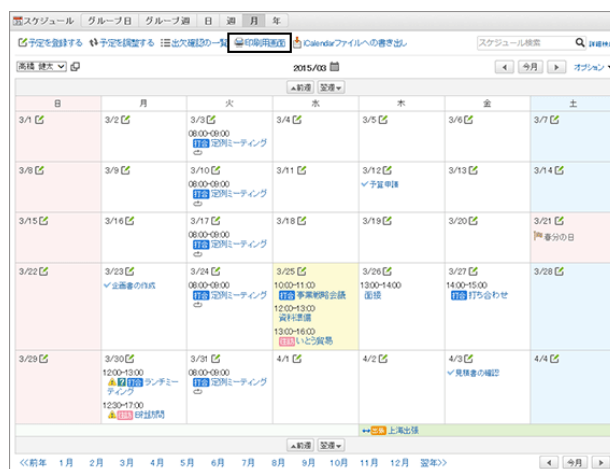 スケジュール グループ日 グループ週 日 週 月 年
予定を登録する 予定を調整する 出欠確認の一覧 印刷用画面 iCalendarファイルへの書き出し スケジュール検索 詳細検
高橋 健太 2015/03 今月 オプション
▲前週 翌週▼
日 月 火 水 木 金 土
3/1 3/2 3/3 3/4 3/5 3/6 3/7
08:00-09:00
打合 定例ミーティング
3/8 3/9 3/10 3/11 3/12 3/13 3/14
08:00-09:00 予算申請
打合 定例ミーティング
3/15 3/16 3/17 3/18 3/19 3/20 3/21
08:00-09:00 春分の日
打合 定例ミーティング
3/22 3/23 3/24 3/25 3/26 3/27 3/28
企画書の作成 08:00-09:00 10:00-11:00 13:00-14:00 14:00-15:00
打合 定例ミーティング 打合 事業戦略会議 面接 打合 打ち合わせ
12:00-13:00
資料準備
13:00-16:00
往訪 いとう貿易
3/29 3/30 3/31 4/1 4/2 4/3 4/4
12:00-13:00 08:00-09:00 見積書の確認
打合 ランチミーティング 打合 定例ミーティング
12:30-17:00
往訪 BP社訪問
出張 上海出張
▲前週 翌週▼
<<前年 1月 2月 3月 4月 5月 6月 7月 8月 9月 10月 11月 12月 翌年>> 今月